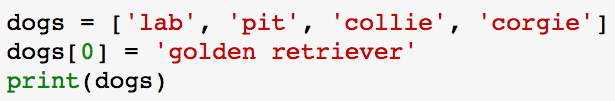 dogs = ['lab', 'pit', 'collie', 'corgie']
dogs[0] = 'golden retriever'
print(dogs)